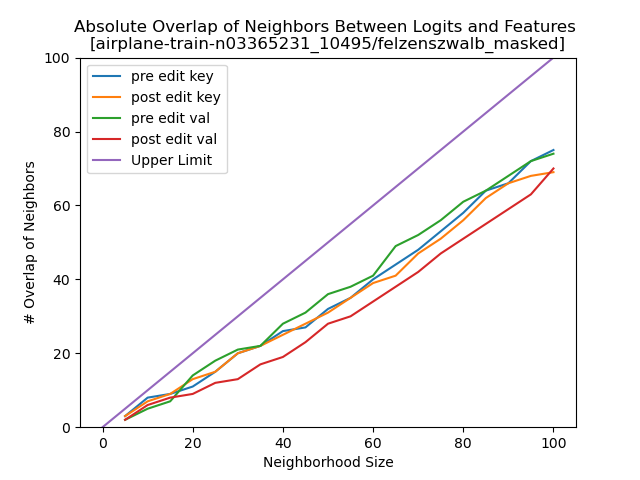 Absolute Overlap of Neighbors Between Logits and Features
[airplane-train-n03365231_10495/felzenszwalb_masked]
pre edit key
post edit key
pre edit val
post edit val
Upper Limit
# Overlap of Neighbors
100
80
60
40
20
0
0 20 40 60 80 100
Neighborhood Size